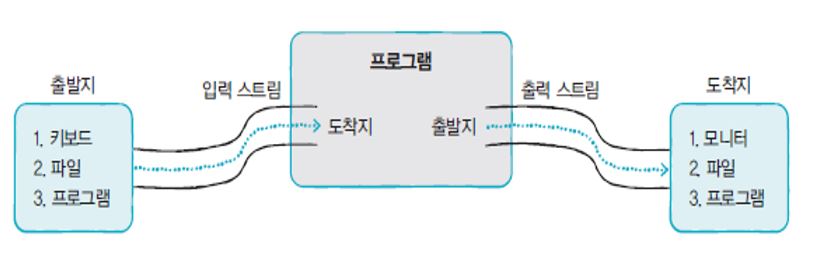 프로그램
출발지
입력 스트림
출력 스트림
도착지
1. 키보드
2. 파일
3. 프로그램
도착지
출발지
1. 모니터
2. 파일
3. 프로그램